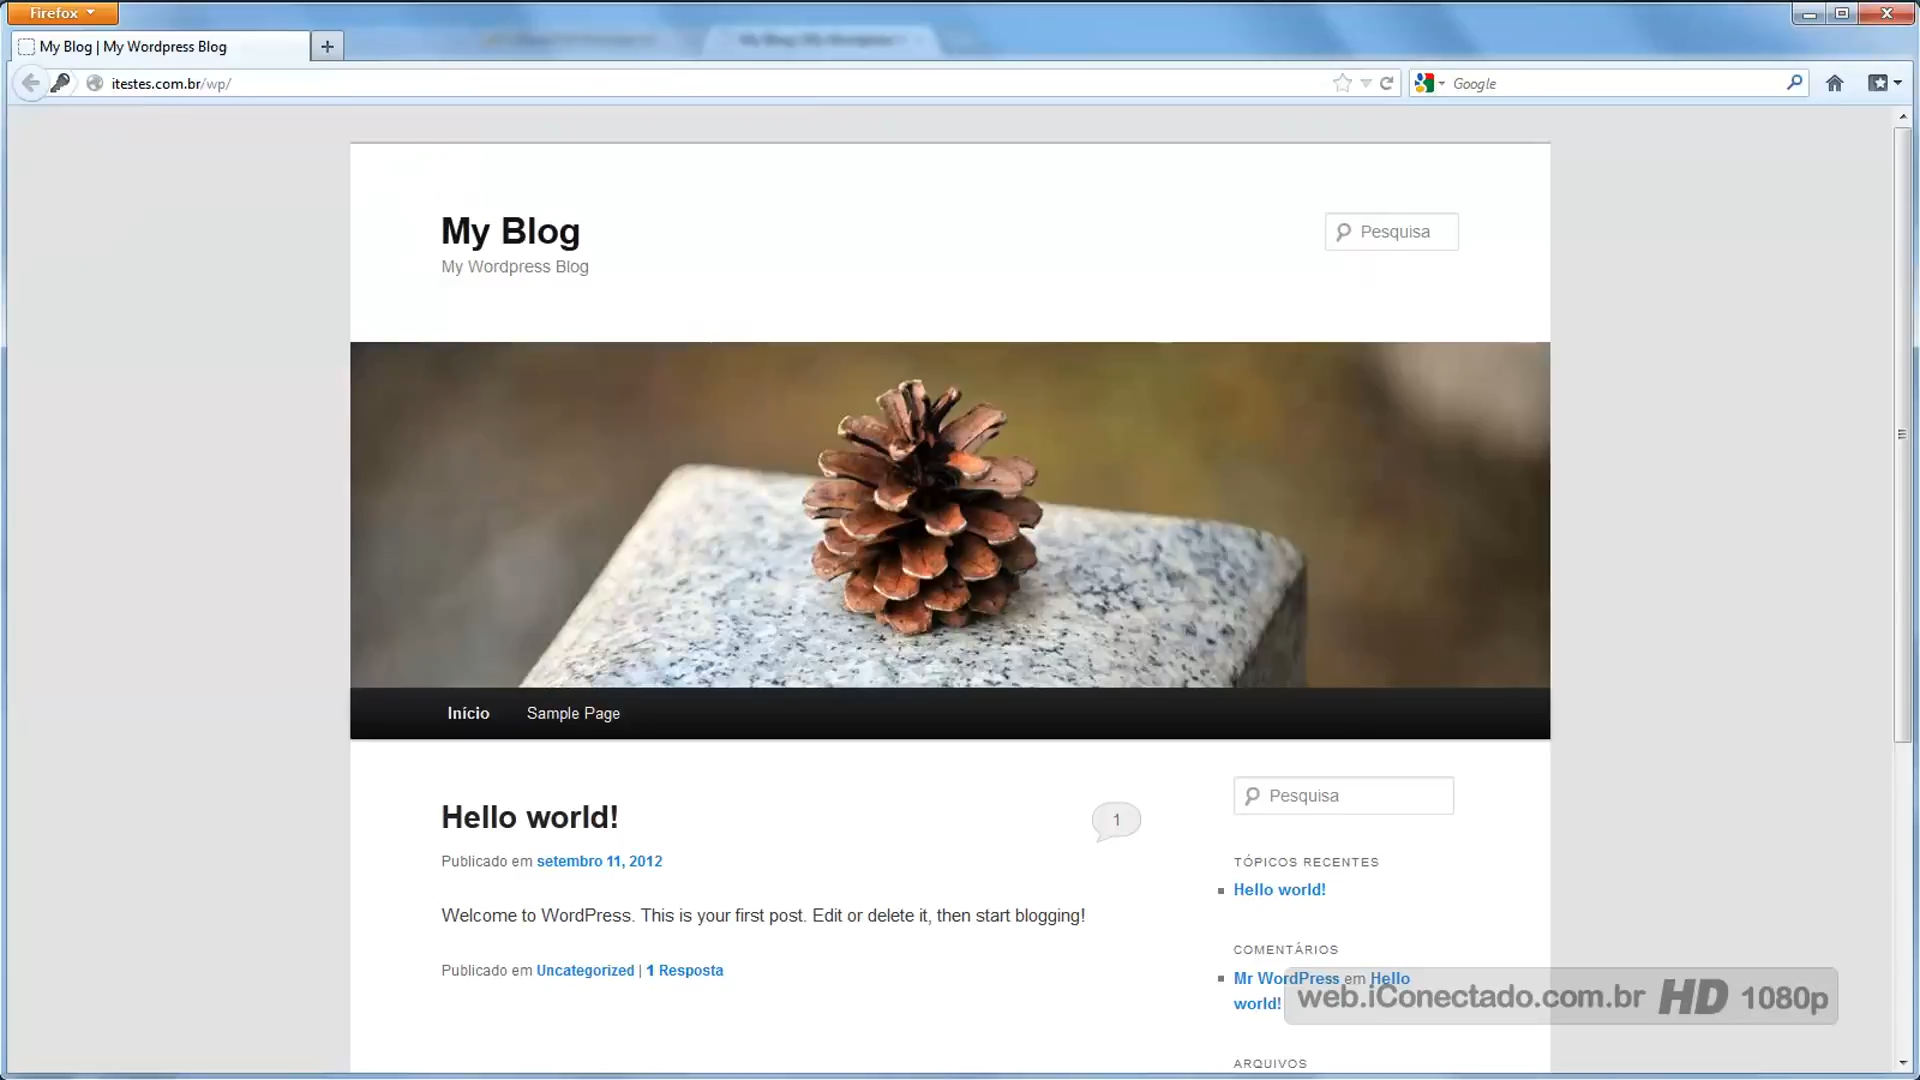 Firefox
My Blog | My Wordpress Blog
itestes.com.br/wp/
Google
My Blog
My Wordpress Blog
Pesquisa
Início
Sample Page
Hello world!
1
Publicado em setembro 11, 2012
Welcome to WordPress. This is your first post. Edit or delete it, then start blogging!
Publicado em Uncategorized | 1 Resposta
Pesquisa
TÓPICOS RECENTES
Hello world!
COMENTÁRIOS
Mr WordPress em Hello
world!
ARQUIVOS
web.iConectado.com.br HD 1080p